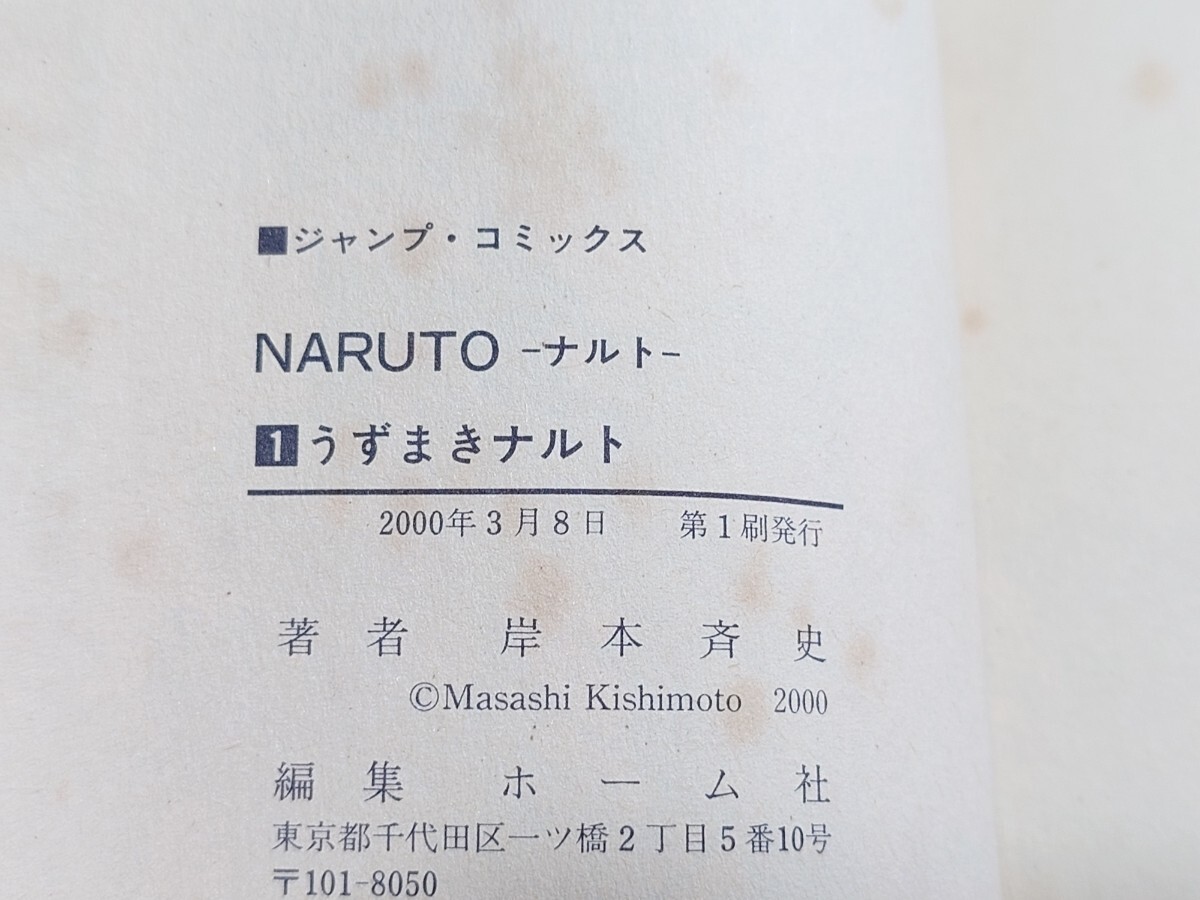 ■ジャンプ・コミックス
NARUTO -ナルト-
1うずまきナルト
2000年3月8日 第1刷発行
著者 岸本斉史
©Masashi Kishimoto 2000
編集 ホーム社
東京都千代田区一ツ橋2丁目5番10号
〒101-8050